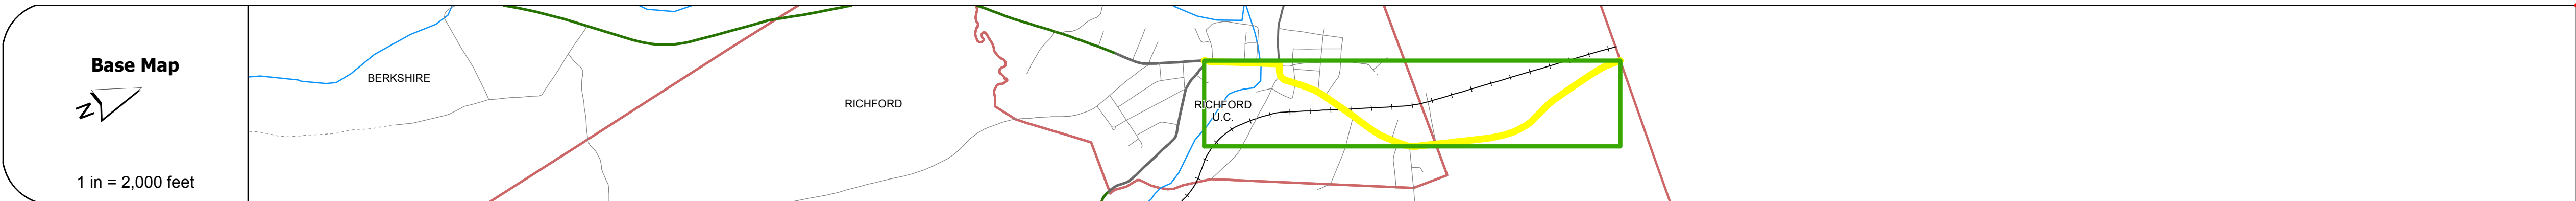 Base Map
N
1 in = 2,000 feet
BERKSHIRE
RICHFORD
RICHFORD
U.C.